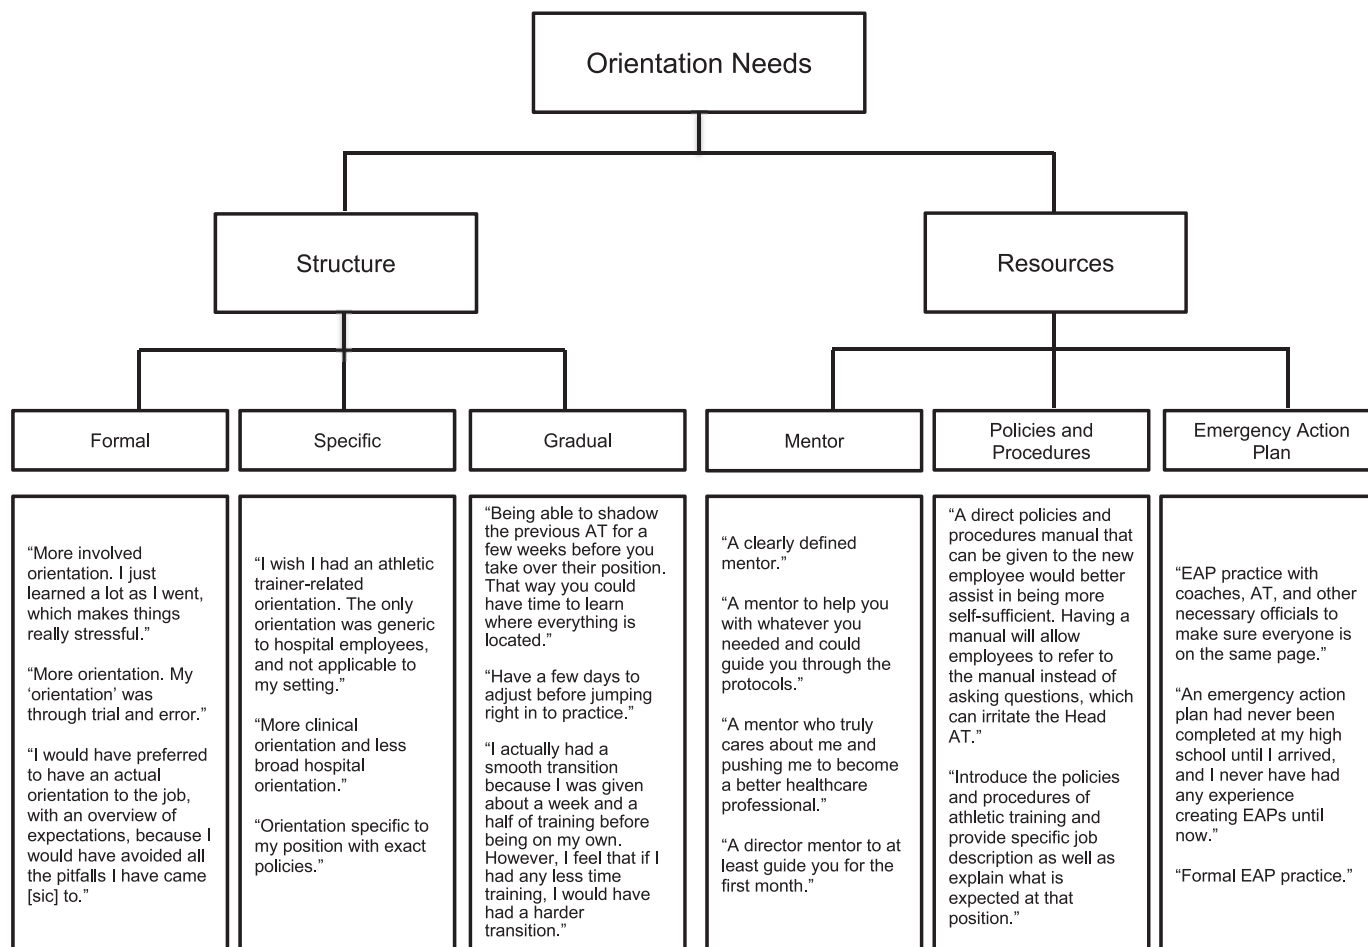 Orientation Needs
Structure
Resources
Formal
Specific
Gradual
Mentor
Policies and
Procedures
Emergency Action
Plan
“More involved
orientation. I just
learned a lot as I went,
which makes things
really stressful.”
“More orientation. My
‘orientation’ was
through trial and error.”
“I would have preferred
to have an actual
orientation to the job,
with an overview of
expectations, because I
would have avoided all
the pitfalls I have came
[sic] to.”
“I wish I had an athletic
trainer-related
orientation. The only
orientation was generic
to hospital employees,
and not applicable to
my setting.”
“More clinical
orientation and less
broad hospital
orientation.”
“Orientation specific to
my position with exact
policies.”
“Being able to shadow
the previous AT for a
few weeks before you
take over their position.
That way you could
have time to learn
where everything is
located.”
“Have a few days to
adjust before jumping
right in to practice.”
“I actually had a
smooth transition
because I was given
about a week and a
half of training before
being on my own.
However, I feel that if I
had any less time
training, I would have
had a harder
transition.”
“A clearly defined
mentor.”
“A mentor to help you
with whatever you
needed and could
guide you through the
protocols.”
“A mentor who truly
cares about me and
pushing me to become
a better healthcare
professional.”
“A director mentor to at
least guide you for the
first month.”
“A direct policies and
procedures manual that
can be given to the new
employee would better
assist in being more
self-sufficient. Having a
manual will allow
employees to refer to
the manual instead of
asking questions, which
can irritate the Head
AT.”
“Introduce the policies
and procedures of
athletic training and
provide specific job
description as well as
explain what is
expected at that
position.”
“EAP practice with
coaches, AT, and other
necessary officials to
make sure everyone is
on the same page.”
“An emergency action
plan had never been
completed at my high
school until I arrived,
and I never have had
any experience
creating EAPs until
now.”
“Formal EAP practice.”